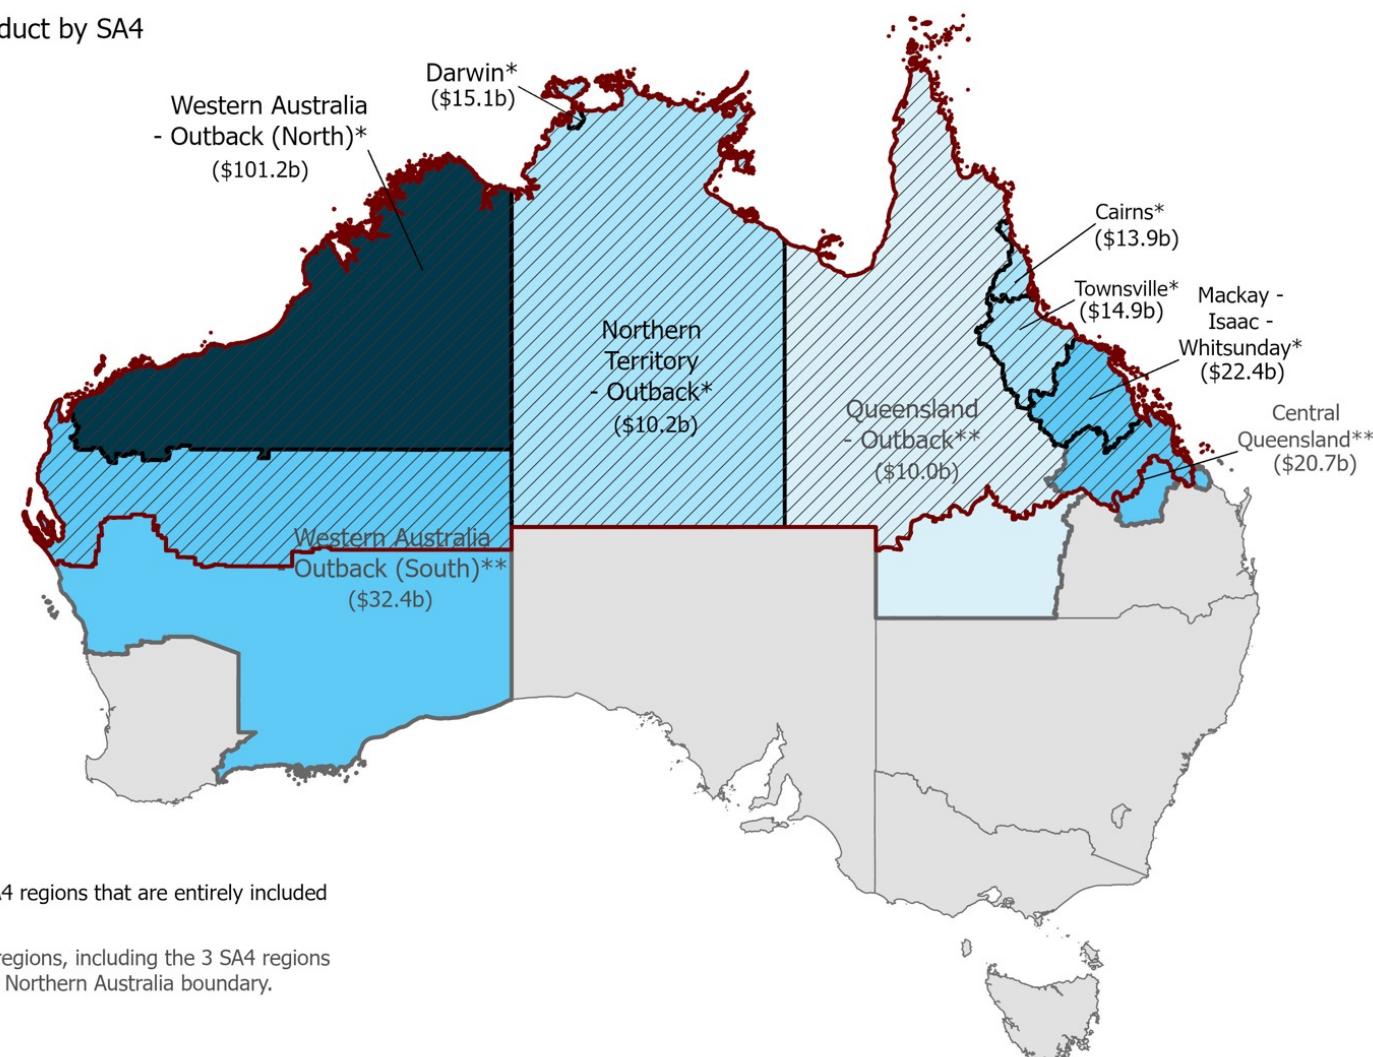 duct by SA4
Darwin*
($15.1b)
Western Australia
- Outback (North)*
($101.2b)
Cairns*
($13.9b)
Townsville*
($14.9b)
Mackay -
Isaac -
Whitsunday*
($22.4b)
Northern
Territory
- Outback*
($10.2b)
Queensland
- Outback**
($10.0b)
Central
Queensland**
($20.7b)
Western Australia
- Outback (South)**
($32.4b)
A4 regions that are entirely included
regions, including the 3 SA4 regions
Northern Australia boundary.